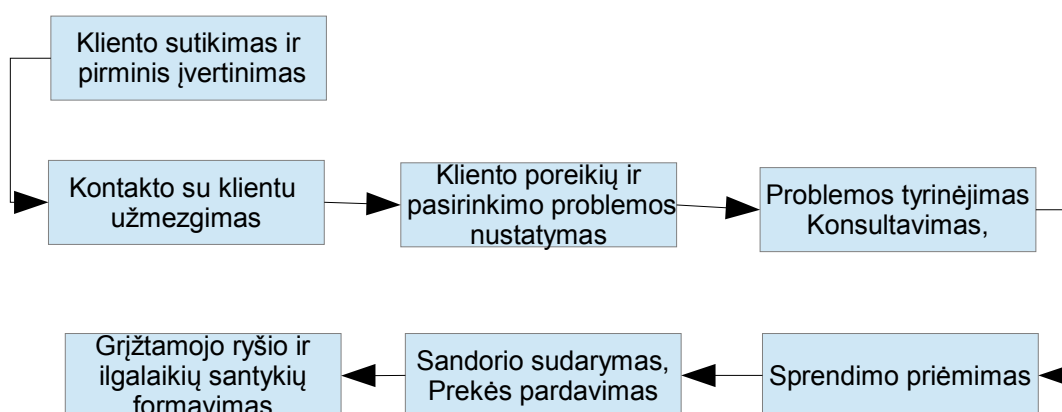 Kliento sutikimas ir
pirminis įvertinimas
Kontakto su klientu
užmezgimas
Kliento poreikių ir
pasirinkimo problemos
nustatymas
Problemos tyrinėjimas
Konsultavimas,
Sprendimo priėmimas
Sandorio sudarymas,
Prekės pardavimas
Grįžtamojo ryšio ir
ilgalaikių santykių
formavimas